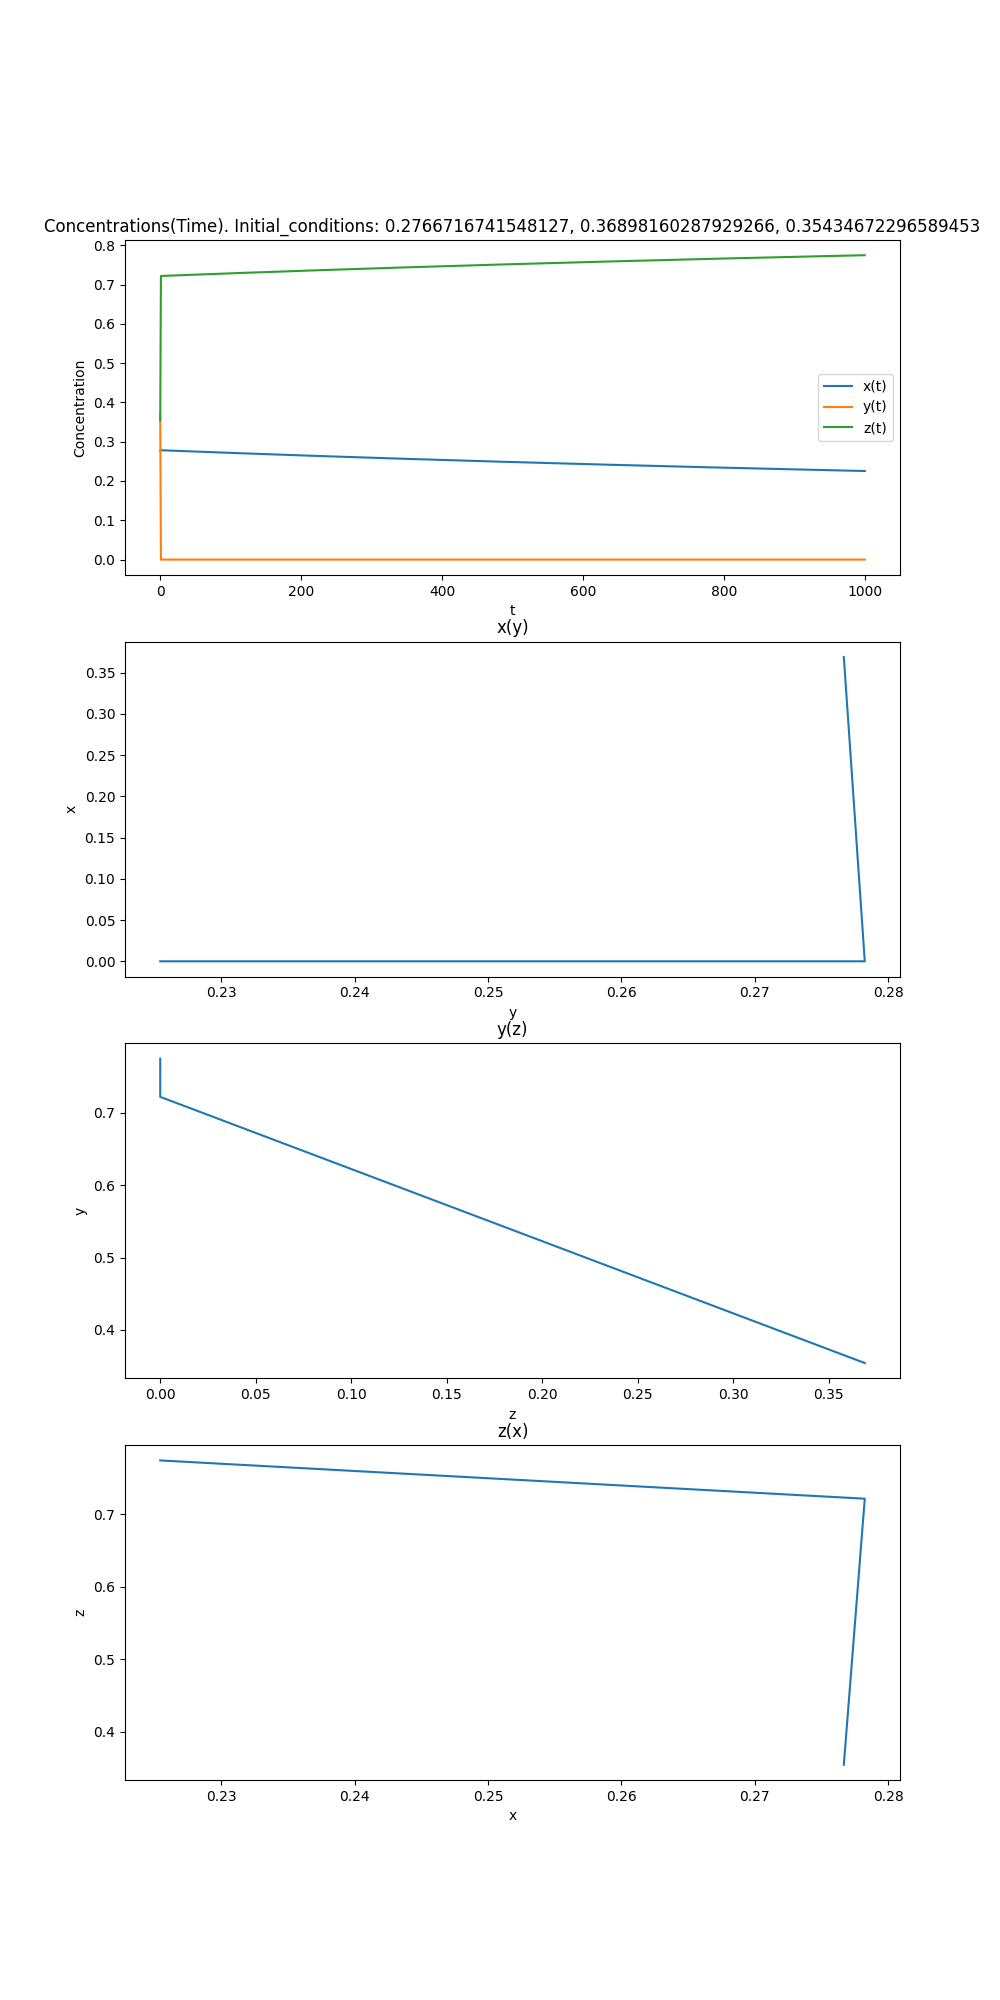 Concentrations(Time). Initial_conditions: 0.2766716741548127, 0.36898160287929266, 0.35434672296589453
0.8
0.7
0.6
0.5
0.4
0.3
0.2
0.1
0.0
Concentration
x(t)
y(t)
z(t)
0 200 400 600 800 1000
t
x(y)
0.35
0.30
0.25
0.20
0.15
0.10
0.05
0.00
x
0.23 0.24 0.25 0.26 0.27 0.28
y
y(z)
0.7
0.6
0.5
0.4
y
0.00 0.05 0.10 0.15 0.20 0.25 0.30 0.35
z
z(x)
0.7
0.6
0.5
0.4
z
0.23 0.24 0.25 0.26 0.27 0.28
x